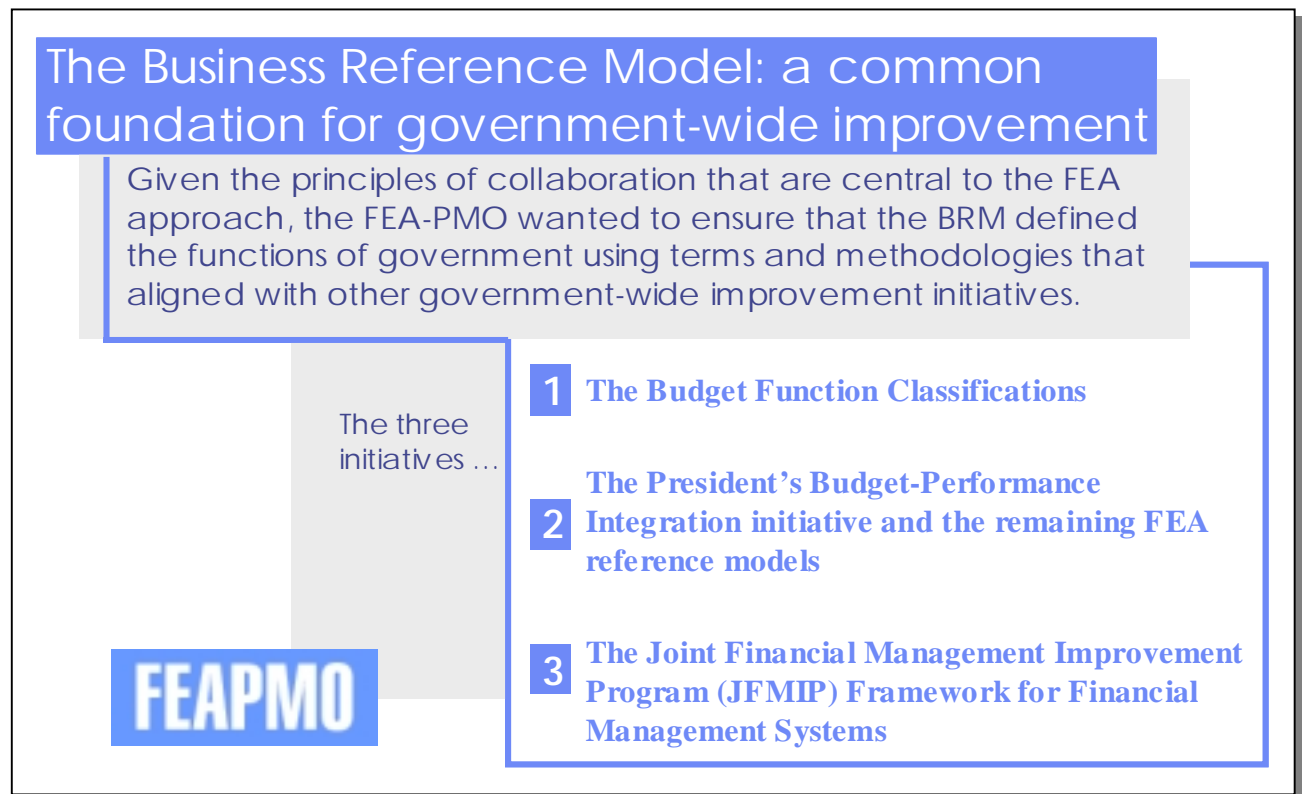 The Business Reference Model: a common
foundation for government-wide improvement
Given the principles of collaboration that are central to the FEA
approach, the FEA-PMO wanted to ensure that the BRM defined
the functions of government using terms and methodologies that
aligned with other government-wide improvement initiatives.
The three
initiatives …
1 The Budget Function Classifications
The President’s Budget-Performance
2 Integration initiative and the remaining FEA
reference models
3 The Joint Financial Management Improvement
Program (JFMIP) Framework for Financial
Management Systems
FEAPMO